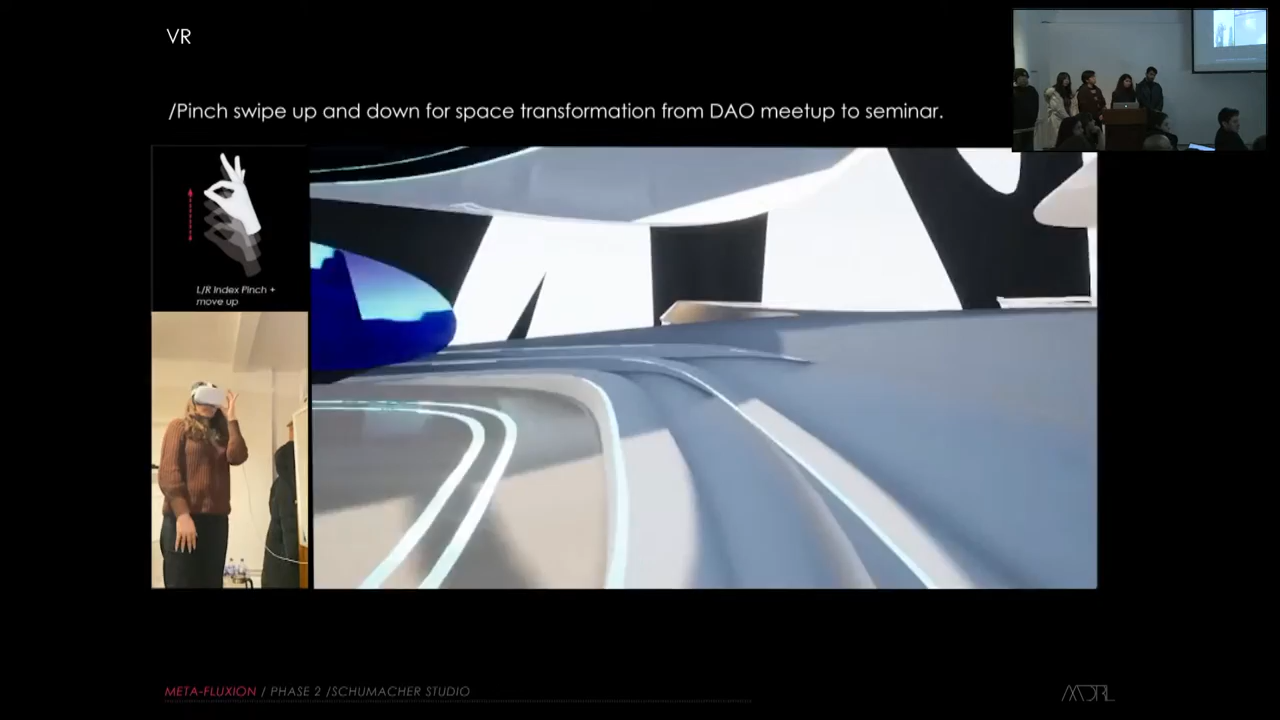 VR
/Pinch swipe up and down for space transformation from DAO meetup to seminar.
L/R Index Pinch +
move up
META-FLUXION / PHASE 2 /SCHUMACHER STUDIO